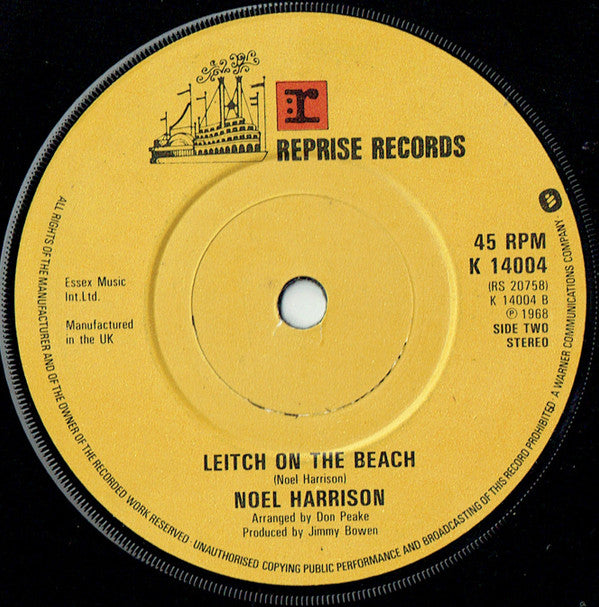 r
REPRISE RECORDS
45 RPM
K 14004
(RS 20758)
K 14004 B
℗ 1968
SIDE TWO
STEREO
Essex Music
Int.Ltd.
Manufactured
in the UK
LEITCH ON THE BEACH
(Noel Harrison)
NOEL HARRISON
Arranged by Don Peake
Produced by Jimmy Bowen
ALL RIGHTS OF THE MANUFACTURER AND OF THE OWNER OF THE RECORDED WORK RESERVED · UNAUTHORISED COPYING PUBLIC PERFORMANCE AND BROADCASTING OF THIS RECORD PROHIBITED · A WARNER COMMUNICATIONS COMPANY